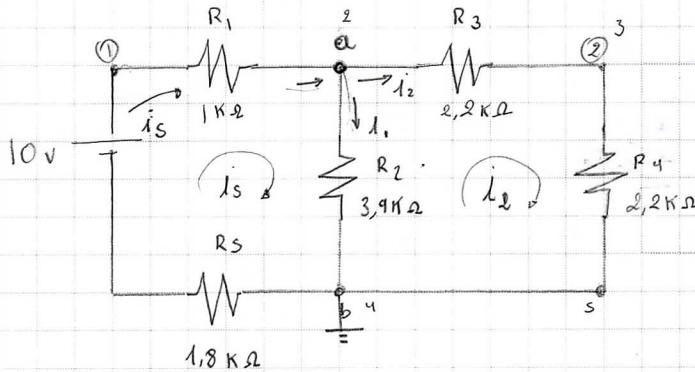 R1 2 R3
① a ② 3
is 1KΩ i2 2,2KΩ
i1
10v
is R2 i2 R4
3,9KΩ 2,2KΩ
R5 b 4 5
1,8KΩ